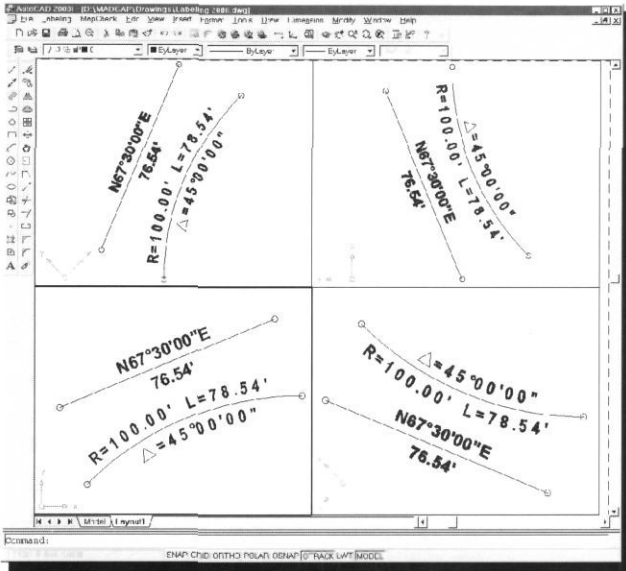 AutoCAD 2000i - [D:\MADCAP\Drawings\Labeling 2000.dwg]
File Labeling MapCheck Edit View Insert Format Tools Draw Dimension Modify Window Help
ByLayer ByLayer ByLayer
N67°30'00"E
76.54'
R=100.00' L=78.54'
△=45°00'00"
R=100.00' L=78.54'
△=45°00'00"
N67°30'00"E
76.54'
N67°30'00"E
76.54'
R=100.00' L=78.54'
△=45°00'00"
△=45°00'00"
R=100.00' L=78.54'
N67°30'00"E
76.54'
Model Layout1
Command:
SNAP GRID ORTHO POLAR OSNAP OTRACK LWT MODEL